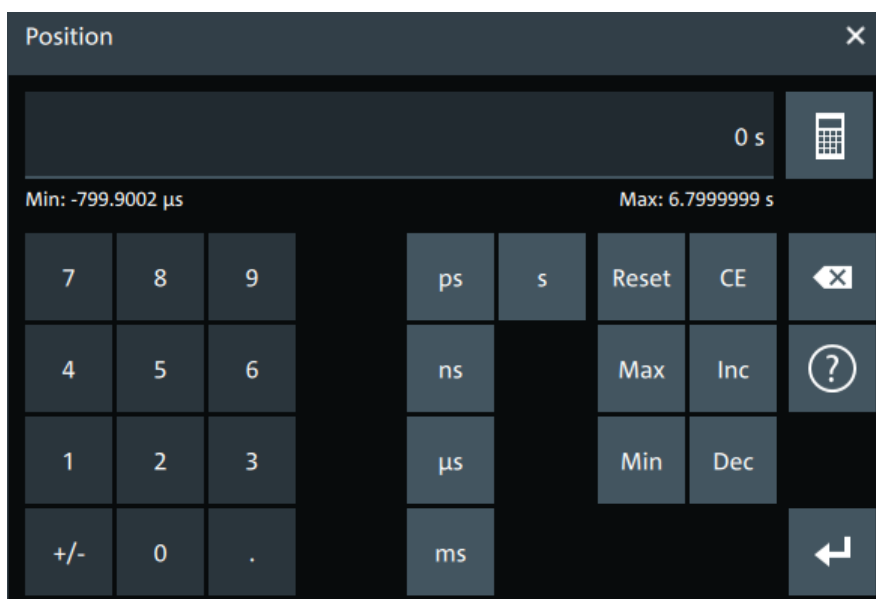 Position
0 s
Min: -799.9002 µs Max: 6.7999999 s
7 8 9 ps s Reset CE
4 5 6 ns Max Inc ?
1 2 3 µs Min Dec
+/- 0 . ms